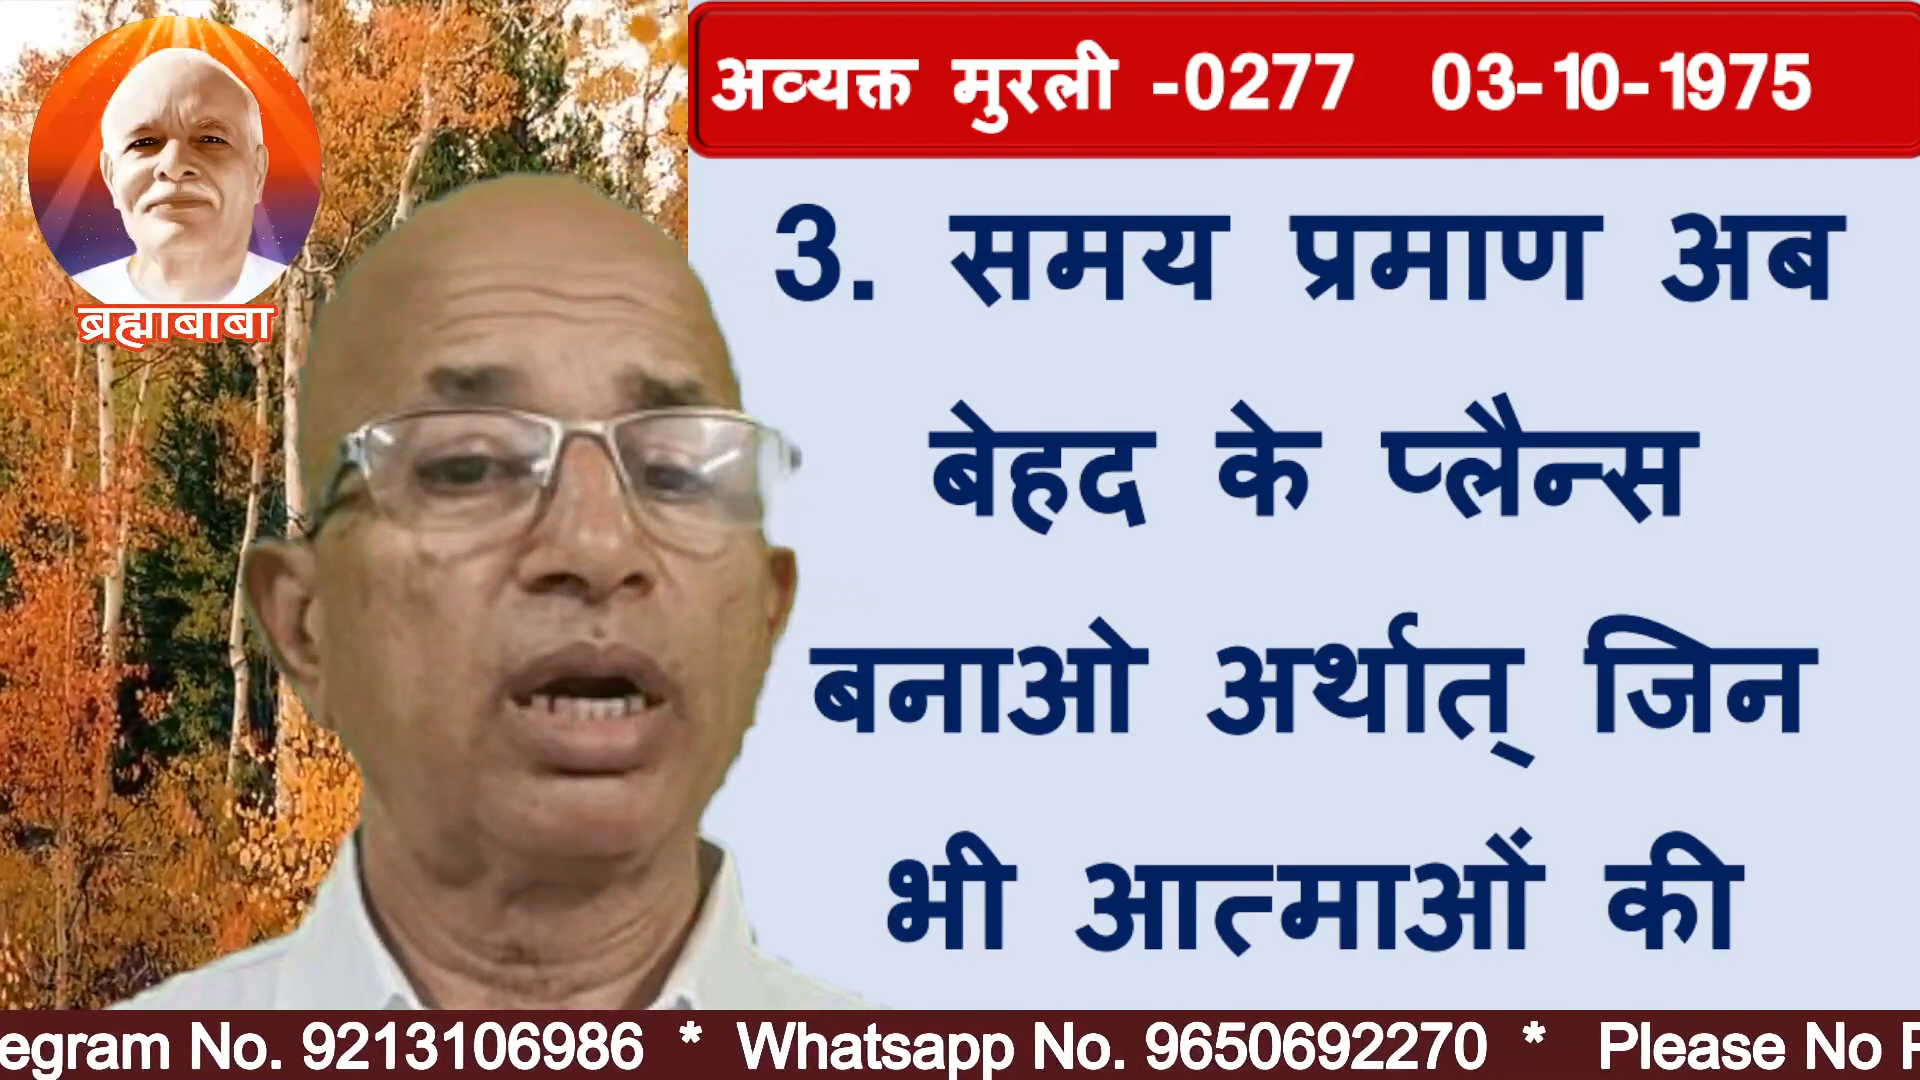 अव्यक्त मुरली -0277 03-10-1975
ब्रह्माबाबा
3. समय प्रमाण अब
बेहद के प्लैन्स
बनाओ अर्थात् जिन
भी आत्माओं की
egram No. 9213106986 * Whatsapp No. 9650692270 * Please No